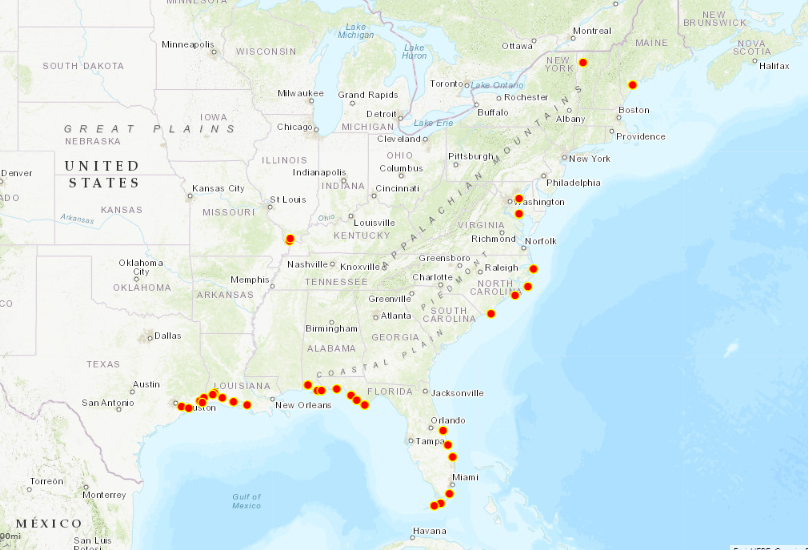 Montreal
NEW
BRUNSWICK
Ottawa
MAINE
NOVA
SCOTIA
Halifax
Lake
Michigan
Lake
Huron
Minneapolis
WISCONSIN
SOUTH DAKOTA
NEW
YORK
Toronto
Lake Ontario
Rochester
Buffalo
Albany
Boston
Providence
Milwaukee
Grand Rapids
Detroit
Lake Erie
MICHIGAN
Chicago
Cleveland
IOWA
GREAT PLAINS
NEBRASKA
UNITED
STATES
Denver
ADO
ILLINOIS
OHIO
Columbus
Pittsburgh
New York
Philadelphia
Indianapolis
INDIANA
Cincinnati
Washington
APPALACHIAN MOUNTAINS
Kansas City
KANSAS
MISSOURI
St Louis
Arkansas
Ohio
Louisville
KENTUCKY
VIRGINIA
Richmond
Norfolk
Oklahoma
City
OKLAHOMA
Nashville
Knoxville
TENNESSEE
Greensboro
Raleigh
Charlotte
NORTH
CAROLINA
PIEDMONT
Memphis
ARKANSAS
Greenville
SOUTH
CAROLINA
CO
Birmingham
Atlanta
ALABAMA
GEORGIA
COASTAL PLAIN
Dallas
TEXAS
LOUISIANA
Austin
San Antonio
ouston
New Orleans
FLORIDA
Jacksonville
Orlando
Tampa
Miami
Gulf of
Mexico
Torreón
Monterrey
MÉXICO
00mi
San Luis
Havana